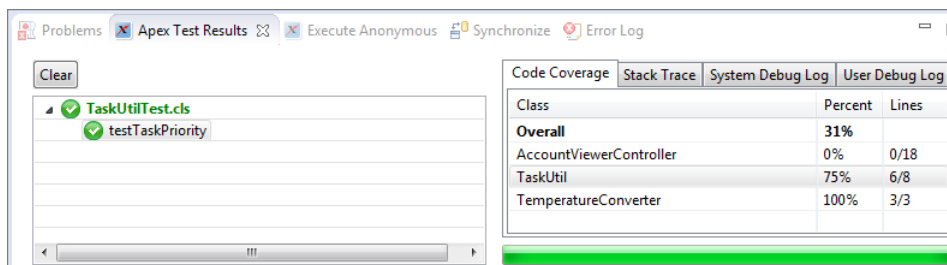 Problems Apex Test Results Execute Anonymous Synchronize Error Log
Clear
TaskUtilTest.cls
testTaskPriority
Code Coverage Stack Trace System Debug Log User Debug Log
Class Percent Lines
Overall 31%
AccountViewerController 0% 0/18
TaskUtil 75% 6/8
TemperatureConverter 100% 3/3